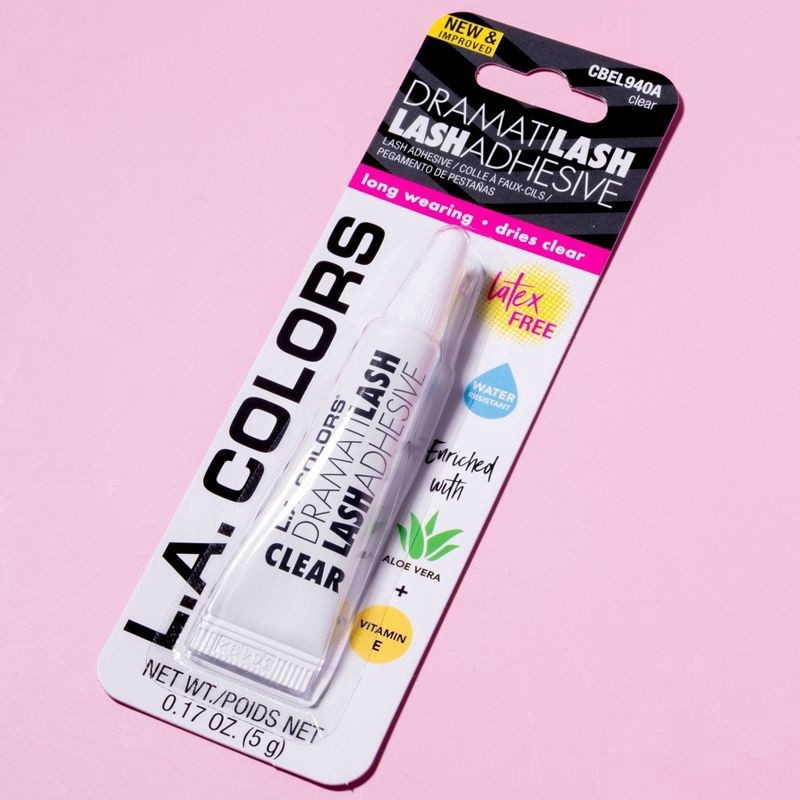 NEW &
IMPROVED
CBEL940A
clear
DRAMATILASH
LASHADHESIVE
LASH ADHESIVE / COLLE À FAUX-CILS /
PEGAMENTO DE PESTAÑAS
long wearing • dries clear
L.A. COLORS
latex
FREE
WATER
RESISTANT
Enriched
with
ALOE VERA
+
VITAMIN
E
L.A. COLORS
DRAMATILASH
LASHADHESIVE
CLEAR
NET WT./POIDS NET
0.17 OZ. (5 g)